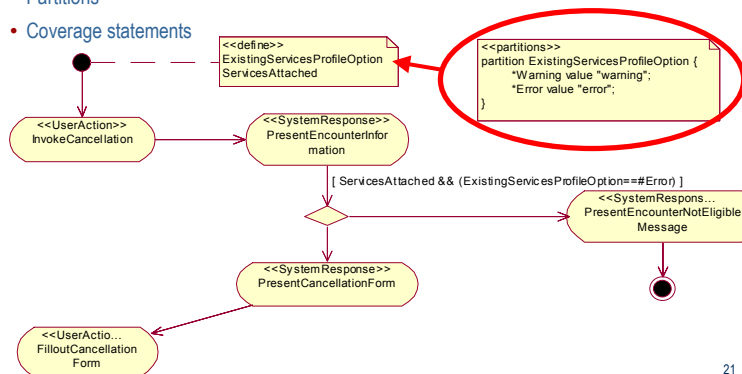 Partitions
• Coverage statements
<<define>>
ExistingServicesProfileOption
ServicesAttached
<<partitions>>
partition ExistingServicesProfileOption {
*Warning value "warning";
*Error value "error";
}
<<UserAction>>
InvokeCancellation
<<SystemResponse>>
PresentEncounterInfor
mation
[ ServicesAttached && (ExistingServicesProfileOption==#Error) ]
<<SystemRespons...
PresentEncounterNotEligible
Message
<<SystemResponse>>
PresentCancellationForm
<<UserActio...
FilloutCancellation
Form
21